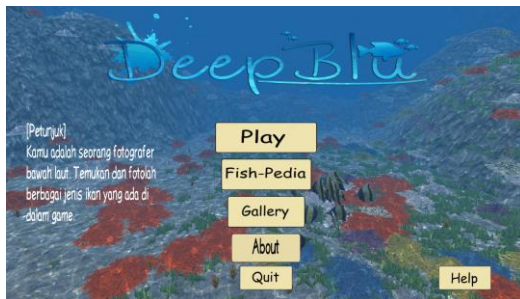 DeepBlu
[Petunjuk]
Kamu adalah seorang fotografer
bawah laut. Temukan dan fotolah
berbagai jenis ikan yang ada di
dalam game.
Play
Fish-Pedia
Gallery
About
Quit
Help